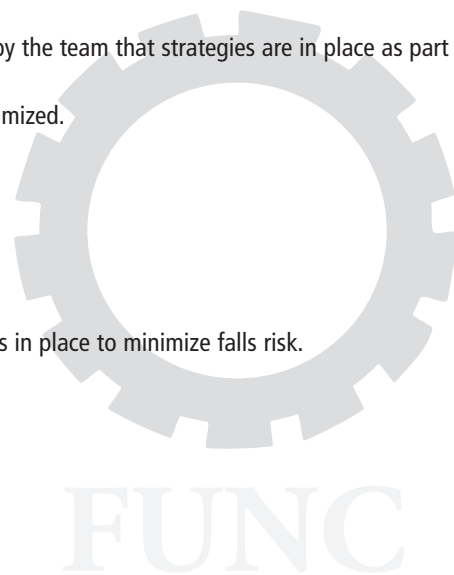 by the team that strategies are in place as part
mized.
s in place to minimize falls risk.
FUNC